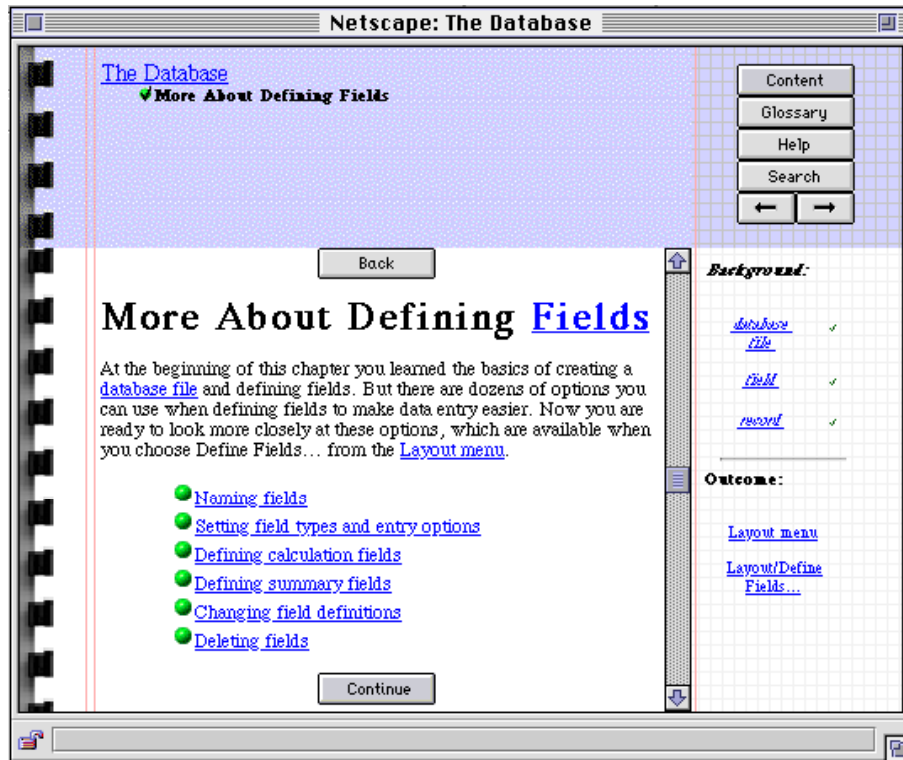 Netscape: The Database
The Database
More About Defining Fields
Content
Glossary
Help
Search
Back
More About Defining Fields
At the beginning of this chapter you learned the basics of creating a
database file and defining fields. But there are dozens of options you
can use when defining fields to make data entry easier. Now you are
ready to look more closely at these options, which are available when
you choose Define Fields... from the Layout menu.
Naming fields
Setting field types and entry options
Defining calculation fields
Defining summary fields
Changing field definitions
Deleting fields
Continue
Background:
database
file
field
record
Outcome:
Layout menu
Layout/Define
Fields...